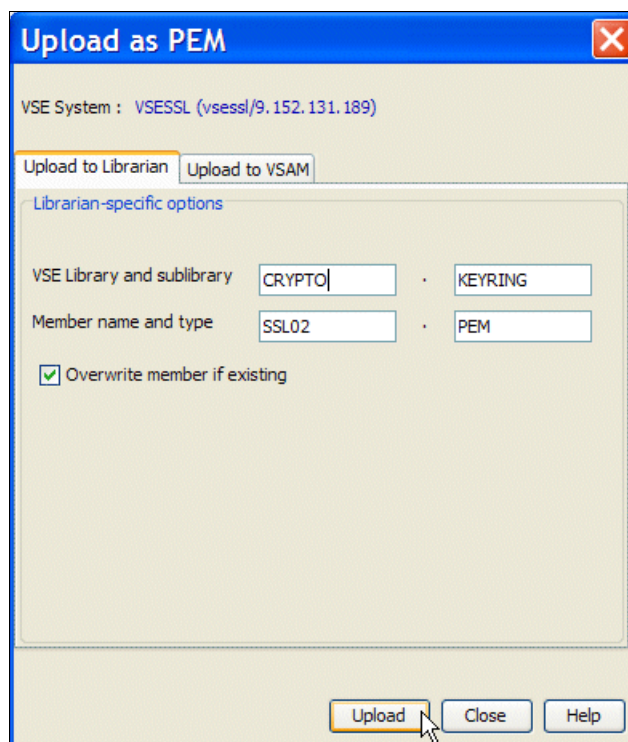 Upload as PEM
VSE System : VSESSL (vsessl/9.152.131.189)
Upload to Librarian Upload to VSAM
Librarian-specific options
VSE Library and sublibrary CRYPTO . KEYRING
Member name and type SSL02 . PEM
Overwrite member if existing
Upload Close Help